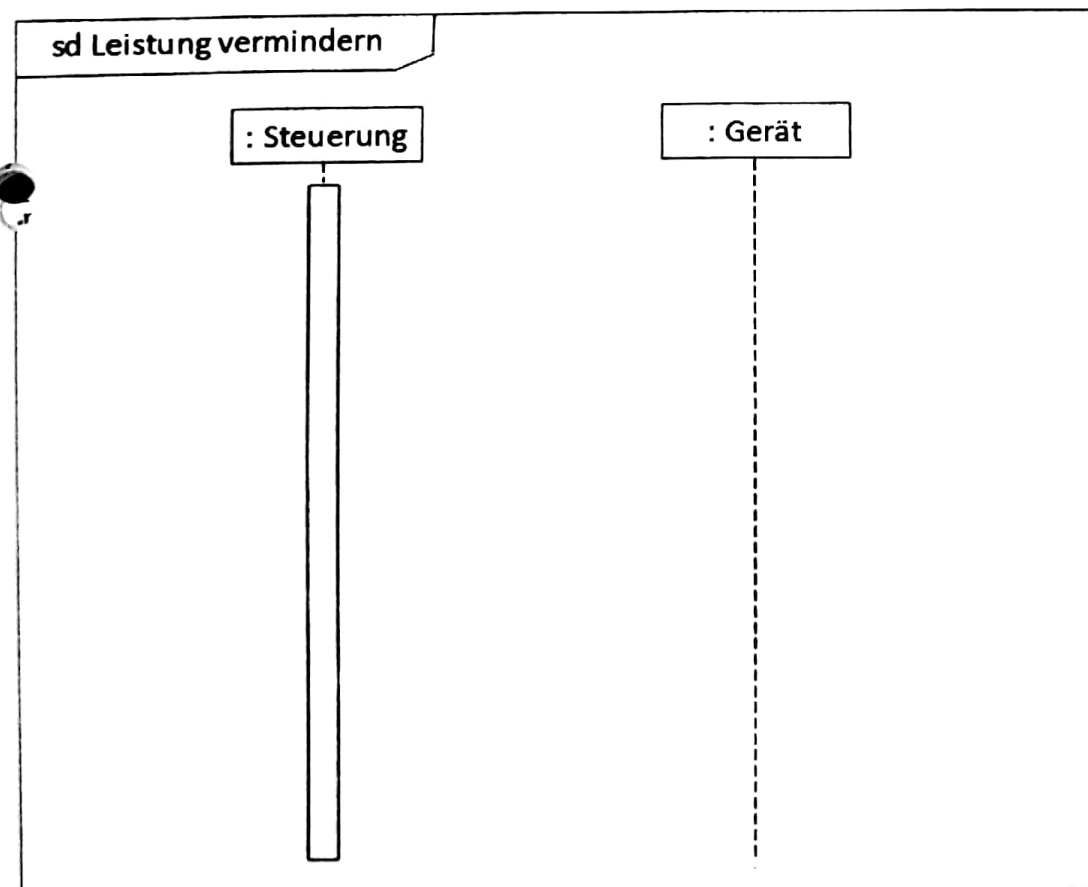 sd Leistung vermindern
: Steuerung
: Gerät
.r